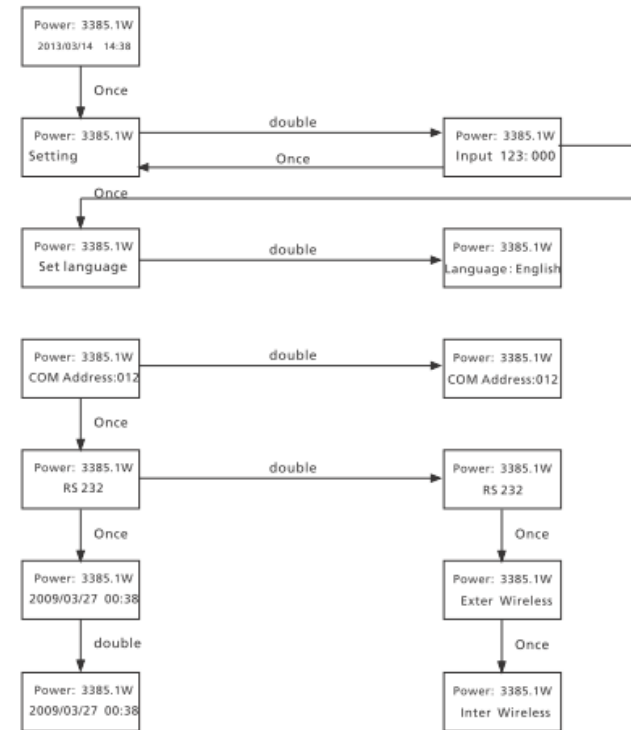 Power: 3385.1W
2013/03/14 14:38
Once
double
Power: 3385.1W
Setting
Power: 3385.1W
Input 123: 000
Once
Once
Power: 3385.1W
Set language
double
Power: 3385.1W
Language: English
Power: 3385.1W
COM Address:012
double
Power: 3385.1W
COM Address:012
Once
Power: 3385.1W
RS 232
double
Power: 3385.1W
RS 232
Once
Once
Power: 3385.1W
2009/03/27 00:38
Power: 3385.1W
Exter Wireless
double
Once
Power: 3385.1W
2009/03/27 00:38
Power: 3385.1W
Inter Wireless